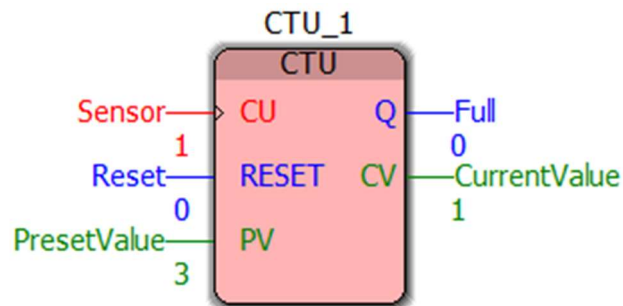 CTU_1
CTU
Sensor CU Q Full
1 0
Reset RESET CV CurrentValue
0 1
PresetValue PV
3